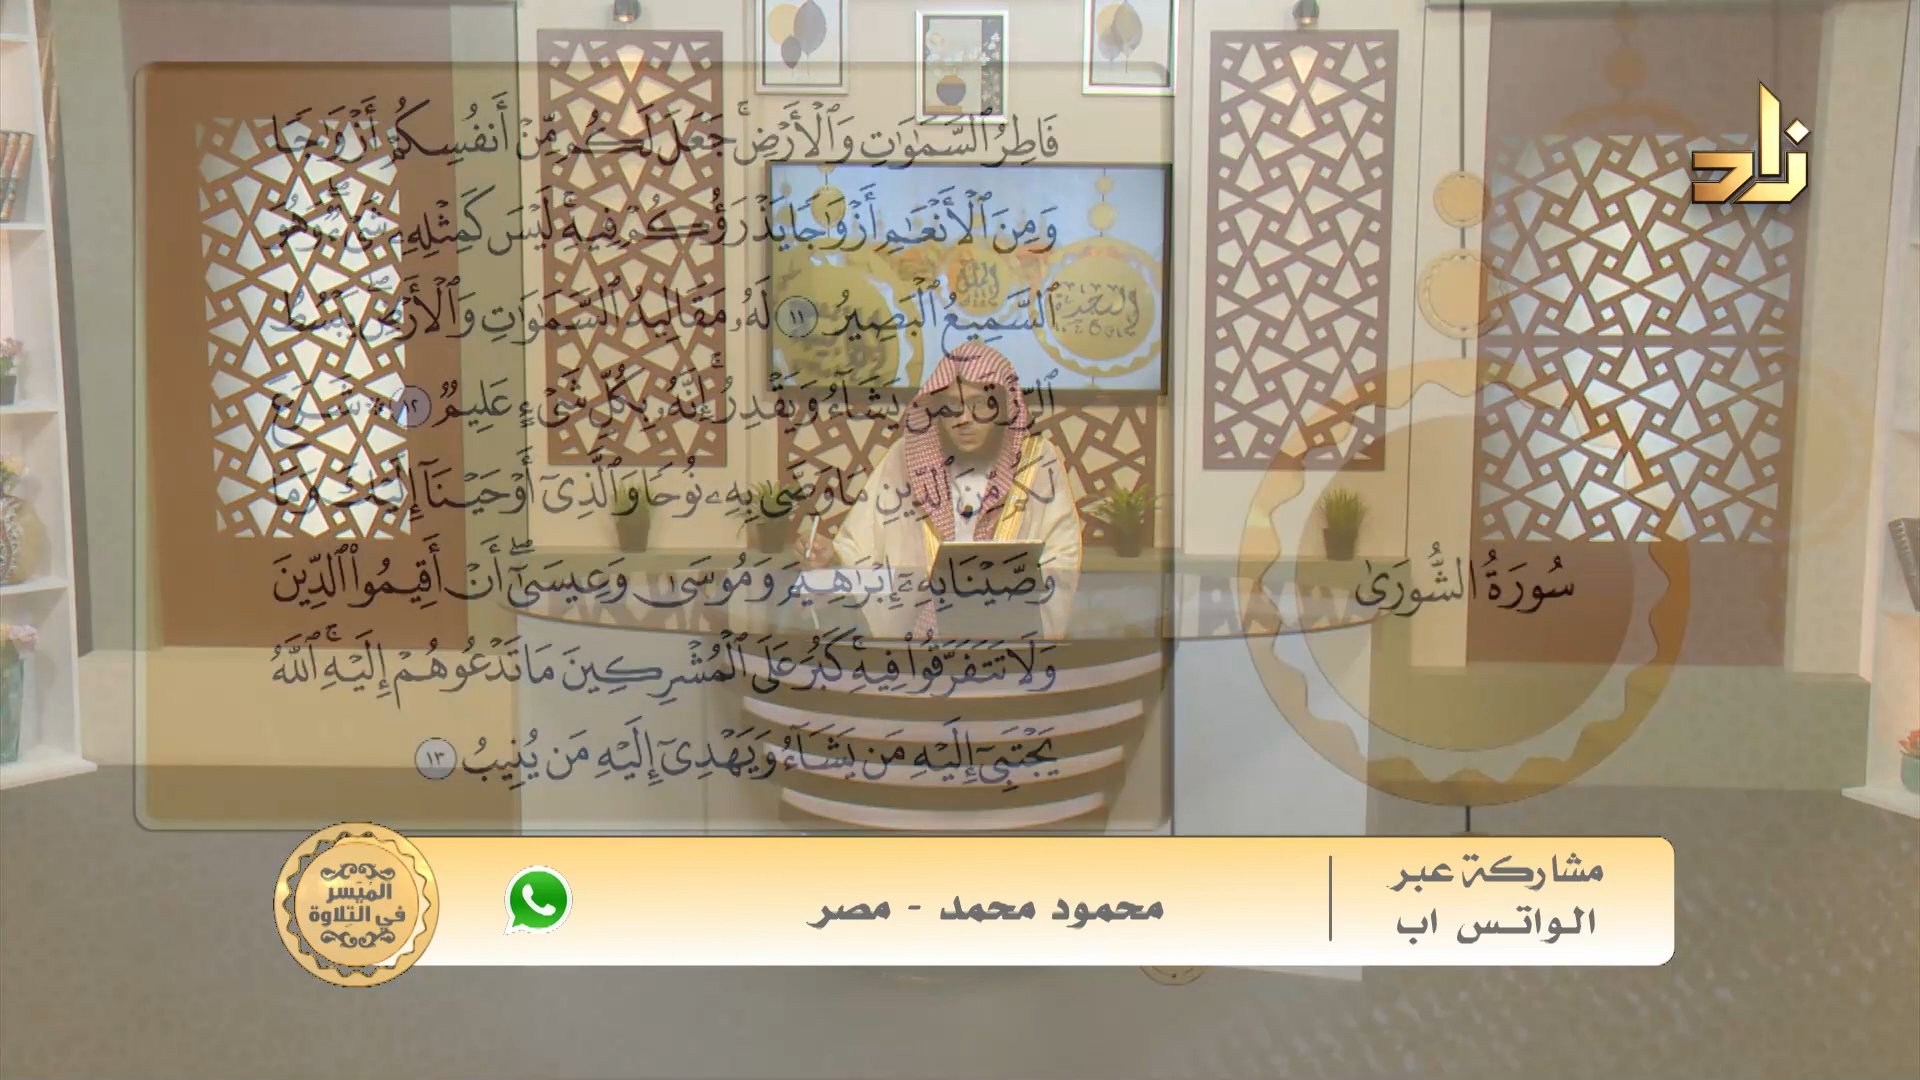 زاد
فَاطِرُ ٱلسَّمَٰوَٰتِ وَٱلْأَرْضِۚ جَعَلَ لَكُم مِّنْ أَنفُسِكُمْ أَزْوَٰجًا
وَمِنَ ٱلْأَنْعَٰمِ أَزْوَٰجًا يَذْرَؤُكُمْ فِيهِۚ لَيْسَ كَمِثْلِهِۦ شَىْءٌۖ وَهُوَ
ٱلسَّمِيعُ ٱلْبَصِيرُ ١١ لَهُۥ مَقَالِيدُ ٱلسَّمَٰوَٰتِ وَٱلْأَرْضِۖ يَبْسُطُ
ٱلرِّزْقَ لِمَن يَشَآءُ وَيَقْدِرُۚ إِنَّهُۥ بِكُلِّ شَىْءٍ عَلِيمٌ ١٢ ۞ شَرَعَ
لَكُم مِّنَ ٱلدِّينِ مَا وَصَّىٰ بِهِۦ نُوحًا وَٱلَّذِىٓ أَوْحَيْنَآ إِلَيْكَ وَمَا
وَصَّيْنَا بِهِۦٓ إِبْرَٰهِيمَ وَمُوسَىٰ وَعِيسَىٰٓۖ أَنْ أَقِيمُوا۟ ٱلدِّينَ
وَلَا تَتَفَرَّقُوا۟ فِيهِۚ كَبُرَ عَلَى ٱلْمُشْرِكِينَ مَا تَدْعُوهُمْ إِلَيْهِۚ ٱللَّهُ
يَجْتَبِىٓ إِلَيْهِ مَن يَشَآءُ وَيَهْدِىٓ إِلَيْهِ مَن يُنِيبُ ١٣
سُورَةُ الشُّورَىٰ
مشاركة عبر
الواتس اب
محمود محمد - مصر
الميسر
في التلاوة